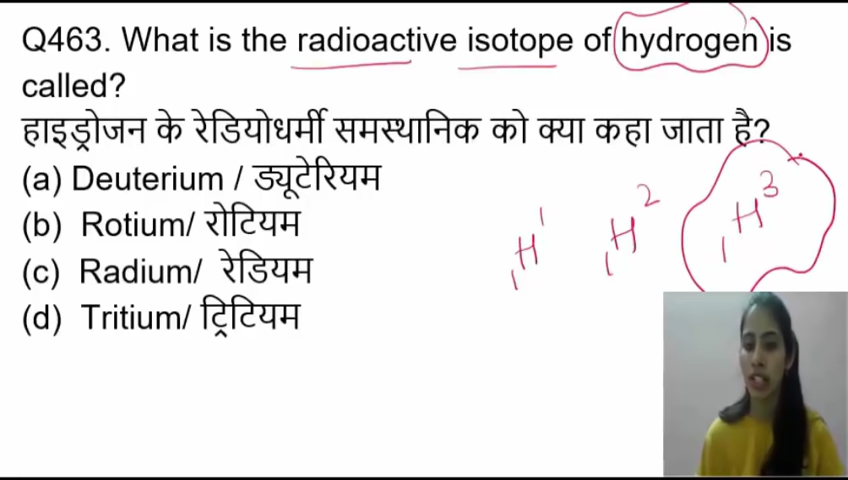 Q463. What is the radioactive isotope of hydrogen is
called?
हाइड्रोजन के रेडियोधर्मी समस्थानिक को क्या कहा जाता है?
(a) Deuterium / ड्यूटेरियम
(b) Rotium/ रोटियम
(c) Radium/ रेडियम
(d) Tritium/ ट्रिटियम
₁H¹ ₁H² ₁H³